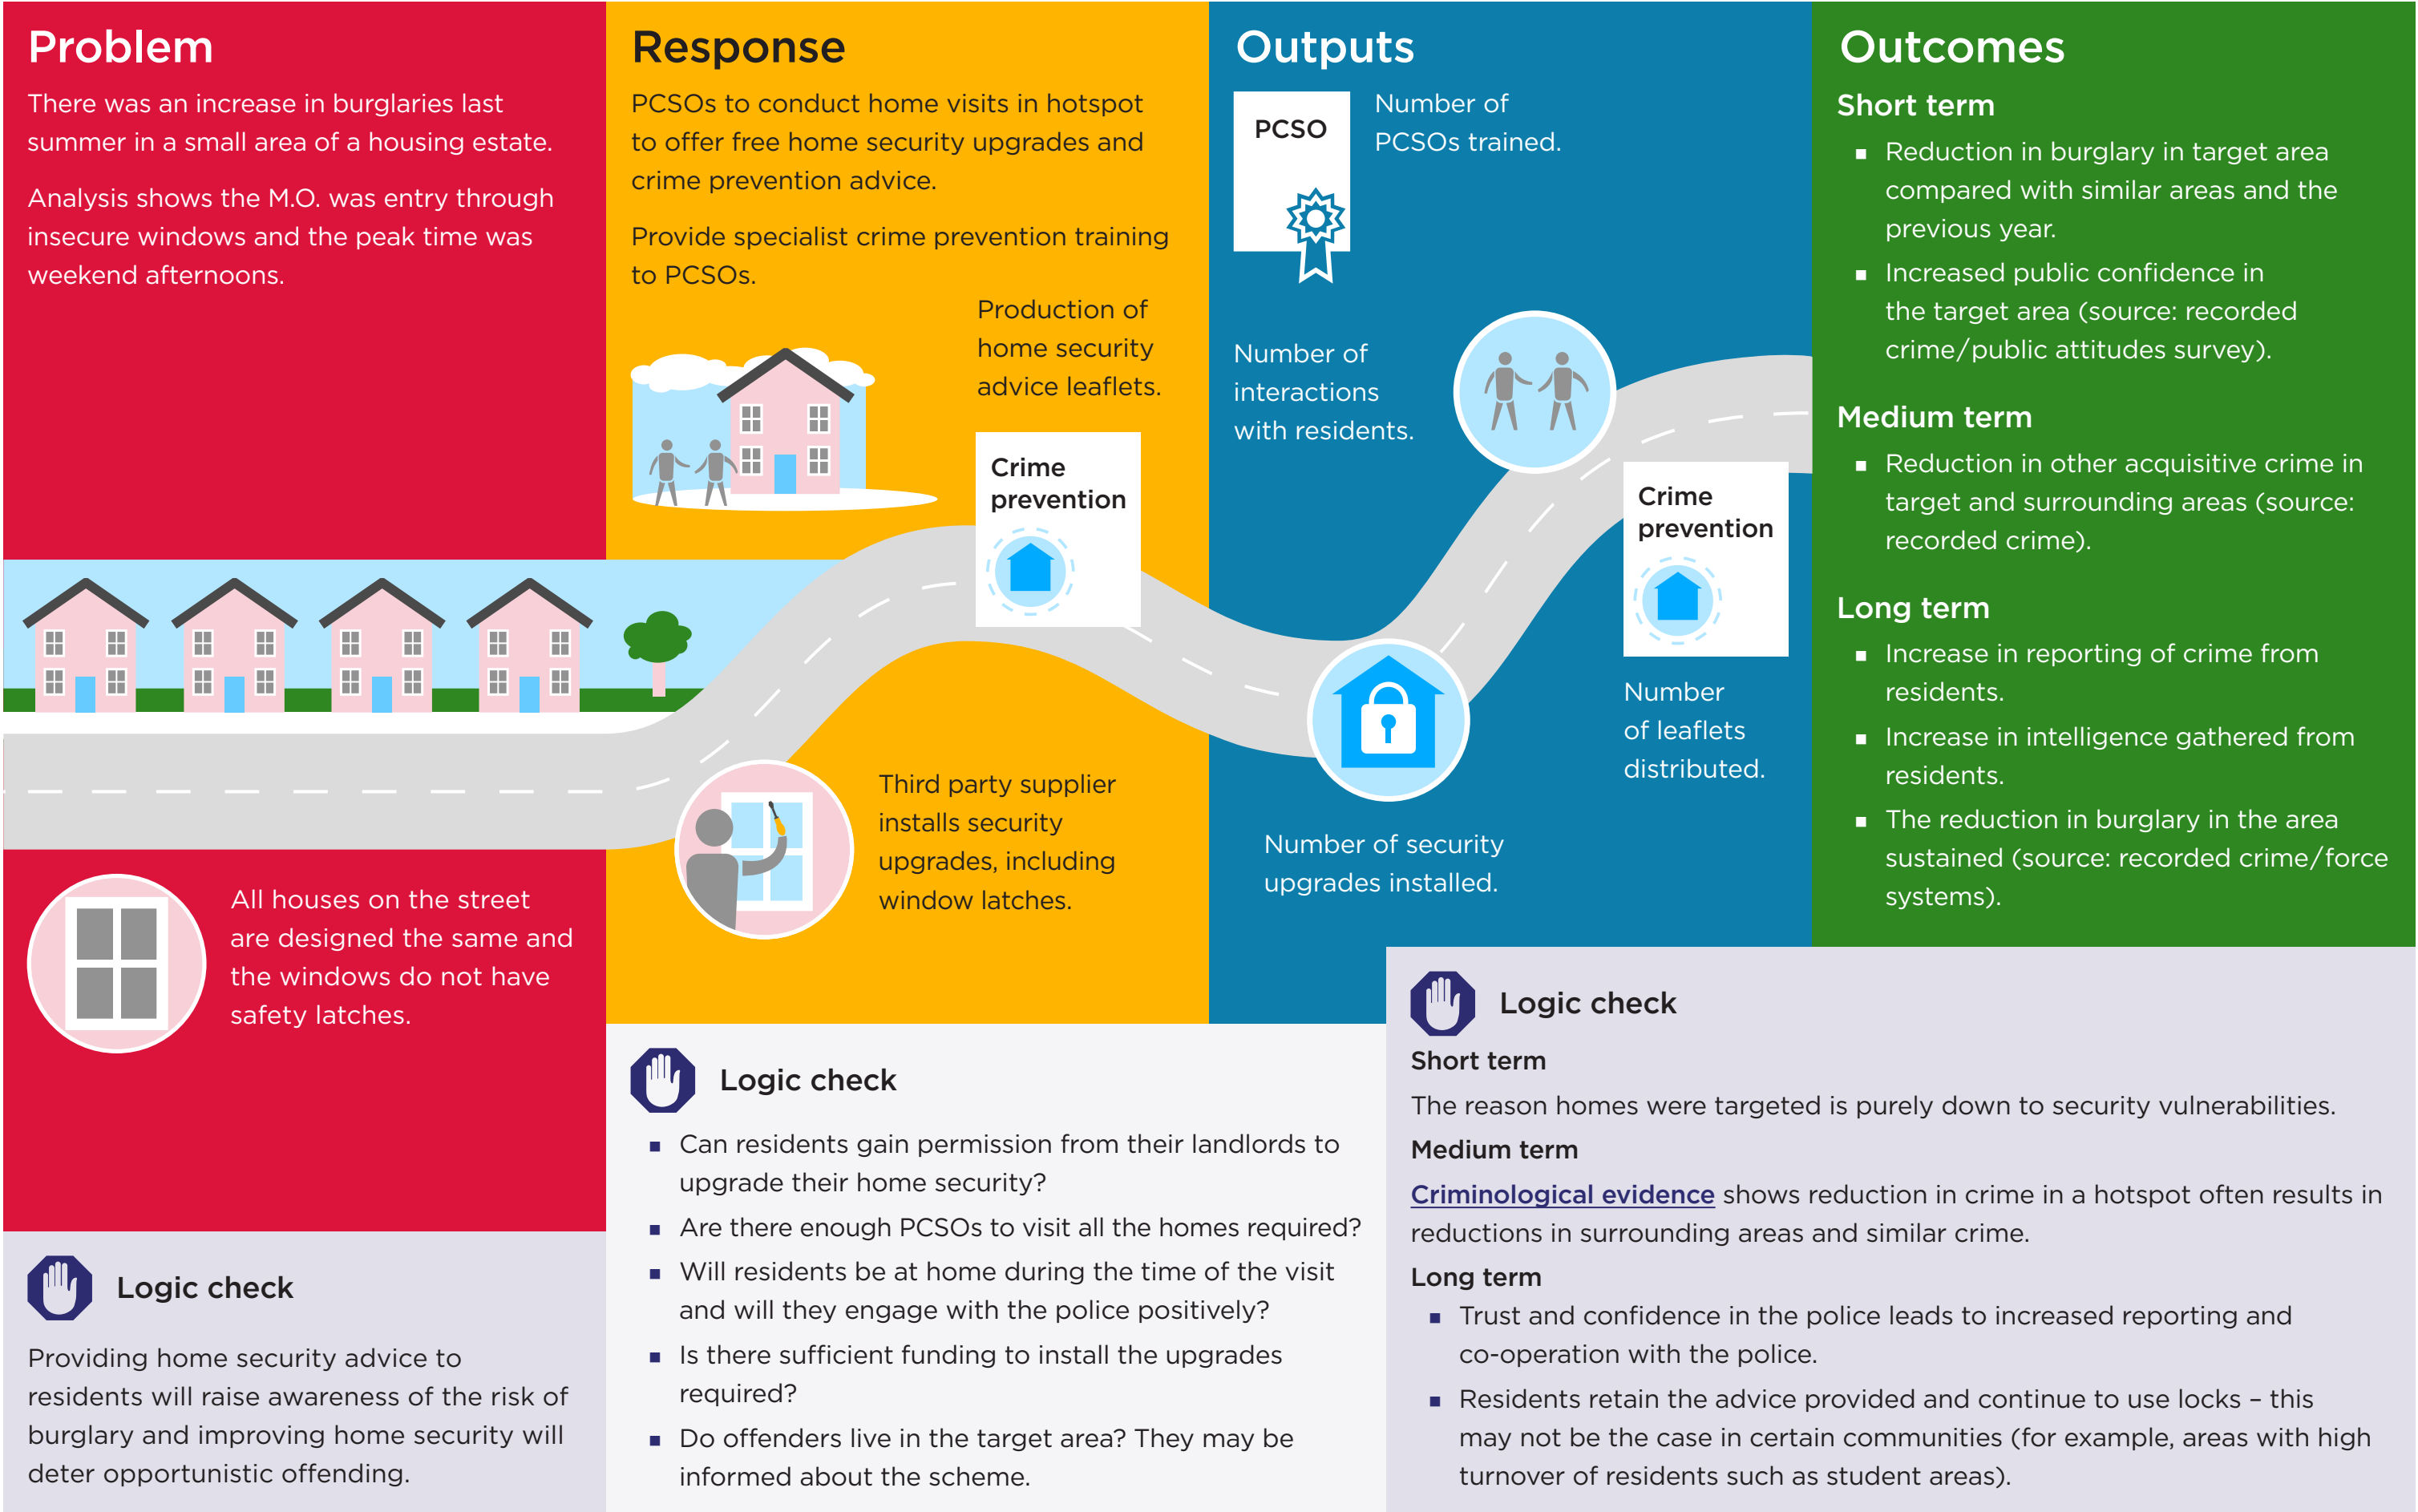 Problem
There was an increase in burglaries last
summer in a small area of a housing estate.
Analysis shows the M.O. was entry through
insecure windows and the peak time was
weekend afternoons.
All houses on the street
are designed the same and
the windows do not have
safety latches.
Logic check
Providing home security advice to
residents will raise awareness of the risk of
burglary and improving home security will
deter opportunistic offending.
Response
PCSOs to conduct home visits in hotspot
to offer free home security upgrades and
crime prevention advice.
Provide specialist crime prevention training
to PCSOs.
Production of
home security
advice leaflets.
Crime
prevention
Third party supplier
installs security
upgrades, including
window latches.
Logic check
Can residents gain permission from their landlords to
upgrade their home security?
Are there enough PCSOs to visit all the homes required?
Will residents be at home during the time of the visit
and will they engage with the police positively?
Is there sufficient funding to install the upgrades
required?
Do offenders live in the target area? They may be
informed about the scheme.
Outputs
PCSO
Number of
PCSOs trained.
Number of
interactions
with residents.
Crime
prevention
Number
of leaflets
distributed.
Number of security
upgrades installed.
Outcomes
Short term
Reduction in burglary in target area
compared with similar areas and the
previous year.
Increased public confidence in
the target area (source: recorded
crime/public attitudes survey).
Medium term
Reduction in other acquisitive crime in
target and surrounding areas (source:
recorded crime).
Long term
Increase in reporting of crime from
residents.
Increase in intelligence gathered from
residents.
The reduction in burglary in the area
sustained (source: recorded crime/force
systems).
Logic check
Short term
The reason homes were targeted is purely down to security vulnerabilities.
Medium term
Criminological evidence shows reduction in crime in a hotspot often results in
reductions in surrounding areas and similar crime.
Long term
Trust and confidence in the police leads to increased reporting and
co-operation with the police.
Residents retain the advice provided and continue to use locks – this
may not be the case in certain communities (for example, areas with high
turnover of residents such as student areas).